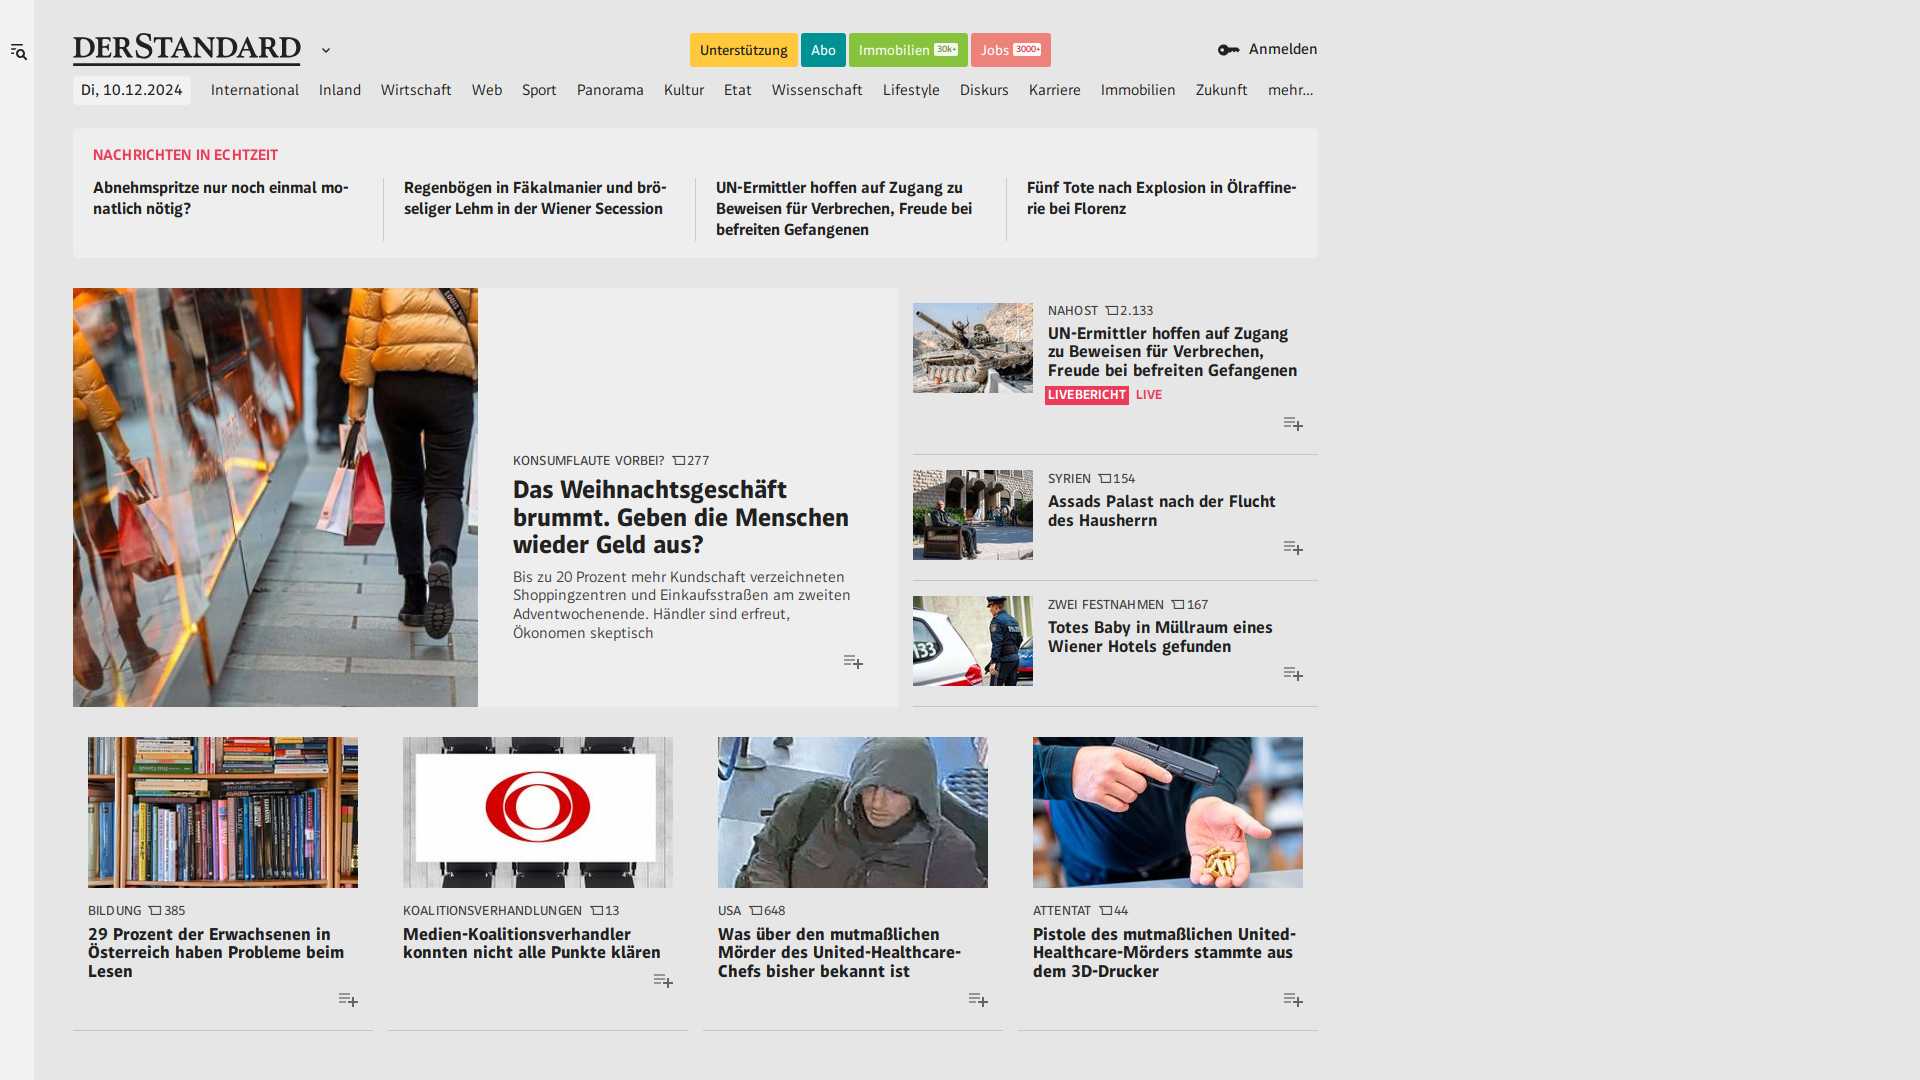 DERSTANDARD
Unterstützung
Abo
Immobilien 30k+
Jobs 3000+
Anmelden
Di, 10.12.2024
International
Inland
Wirtschaft
Web
Sport
Panorama
Kultur
Etat
Wissenschaft
Lifestyle
Diskurs
Karriere
Immobilien
Zukunft
mehr...
NACHRICHTEN IN ECHTZEIT
Abnehmspritze nur noch einmal mo-
natlich nötig?
Regenbögen in Fäkalmanier und brö-
seliger Lehm in der Wiener Secession
UN-Ermittler hoffen auf Zugang zu
Beweisen für Verbrechen, Freude bei
befreiten Gefangenen
Fünf Tote nach Explosion in Ölraffine-
rie bei Florenz
KONSUMFLAUTE VORBEI? 277
Das Weihnachtsgeschäft
brummt. Geben die Menschen
wieder Geld aus?
Bis zu 20 Prozent mehr Kundschaft verzeichneten
Shoppingzentren und Einkaufsstraßen am zweiten
Adventwochenende. Händler sind erfreut,
Ökonomen skeptisch
NAHOST 2.133
UN-Ermittler hoffen auf Zugang
zu Beweisen für Verbrechen,
Freude bei befreiten Gefangenen
LIVEBERICHT LIVE
SYRIEN 154
Assads Palast nach der Flucht
des Hausherrn
133
ZWEI FESTNAHMEN 167
Totes Baby in Müllraum eines
Wiener Hotels gefunden
BILDUNG 385
29 Prozent der Erwachsenen in
Österreich haben Probleme beim
Lesen
KOALITIONSVERHANDLUNGEN 13
Medien-Koalitionsverhandler
konnten nicht alle Punkte klären
USA 648
Was über den mutmaßlichen
Mörder des United-Healthcare-
Chefs bisher bekannt ist
ATTENTAT 44
Pistole des mutmaßlichen United-
Healthcare-Mörders stammte aus
dem 3D-Drucker